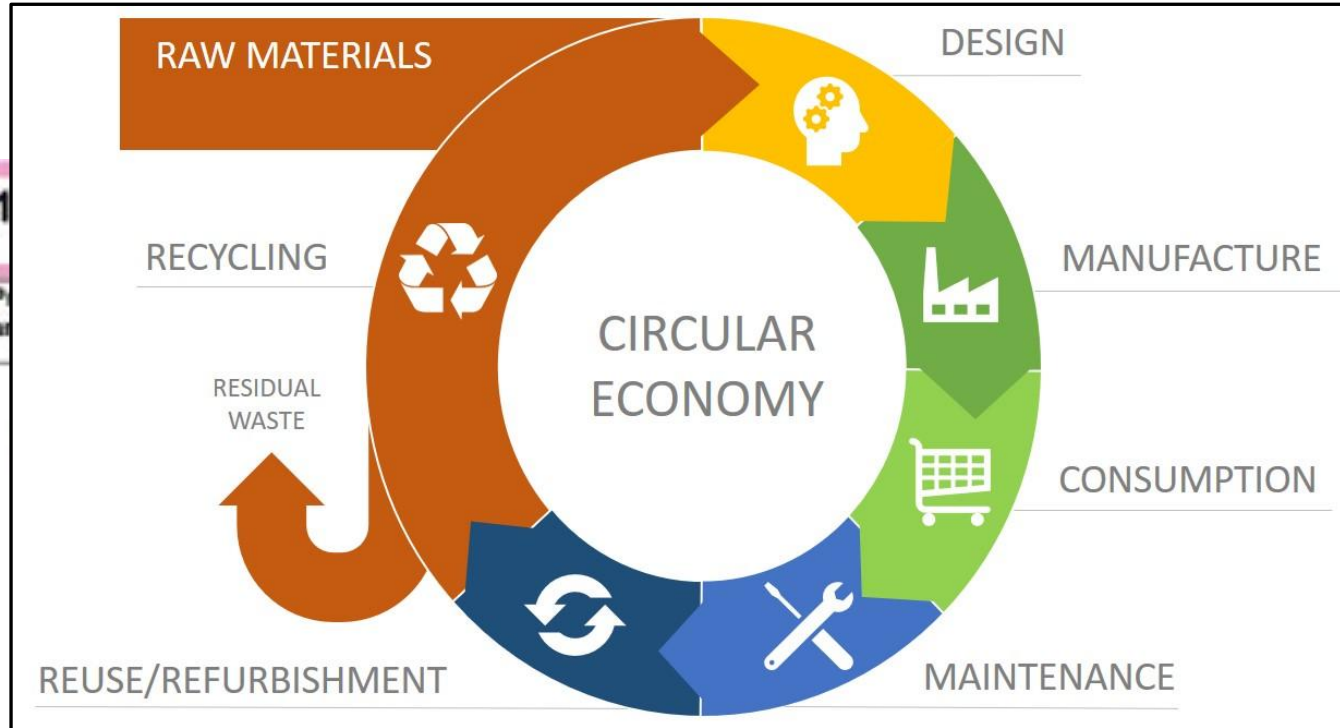 RAW MATERIALS
DESIGN
RECYCLING
MANUFACTURE
CIRCULAR
ECONOMY
RESIDUAL
WASTE
CONSUMPTION
REUSE/REFURBISHMENT
MAINTENANCE